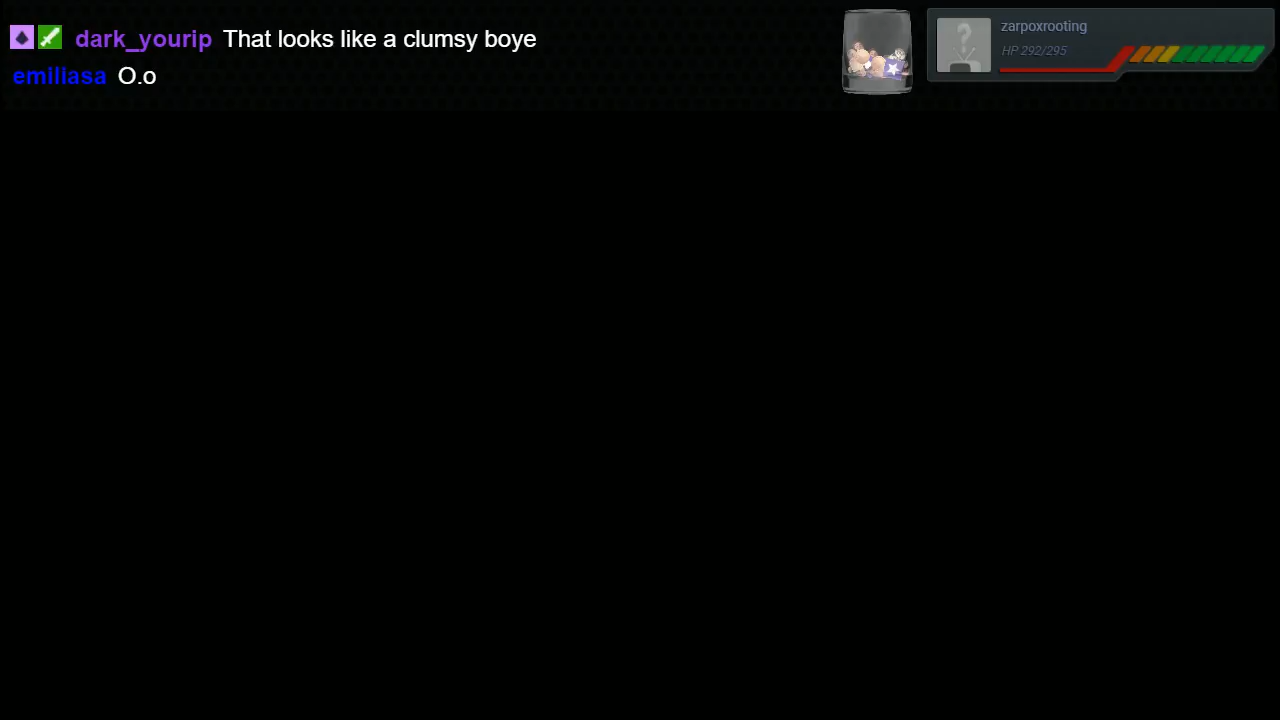 dark_yourip That looks like a clumsy boye
emiliasa O.o
zarpoxrooting
HP 292/295